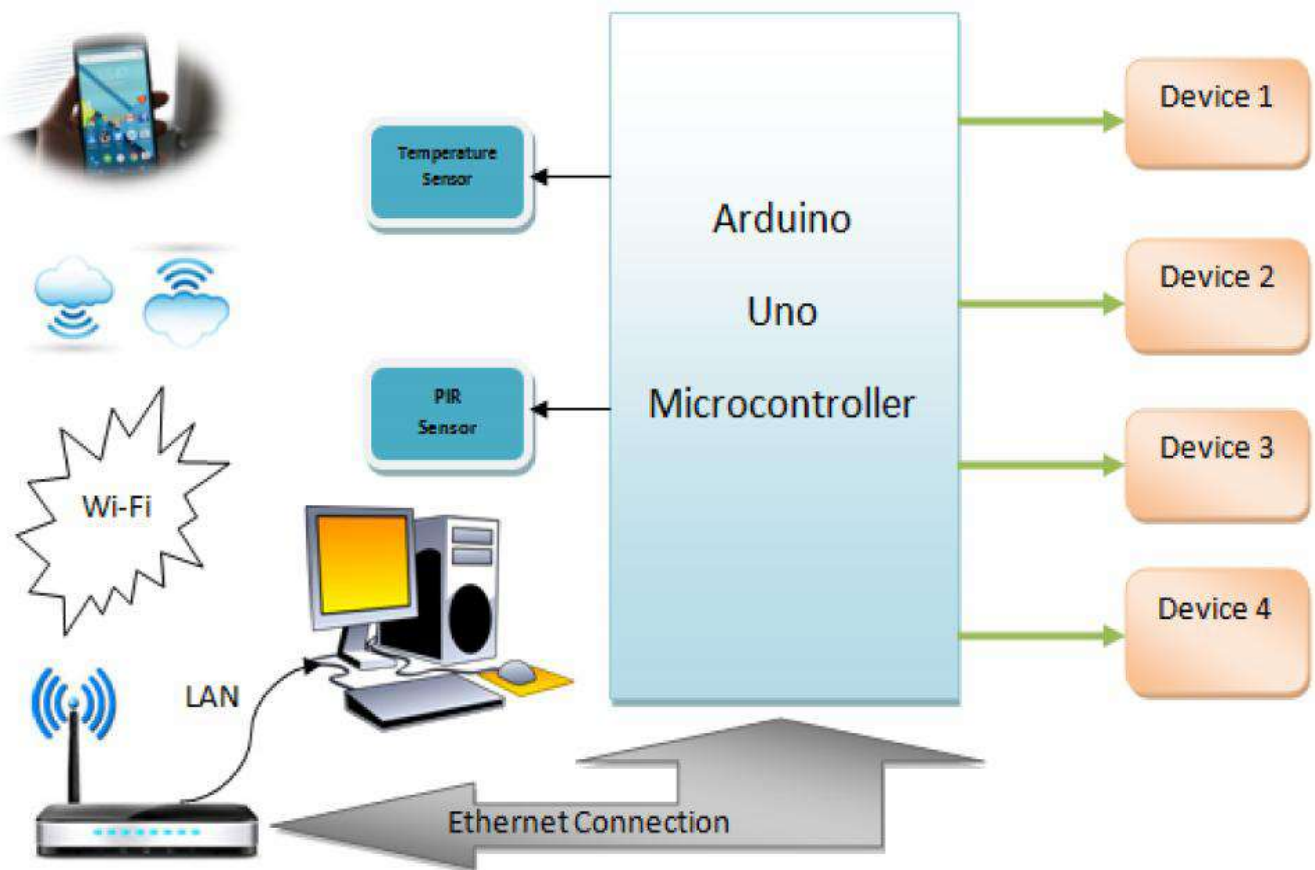 Temperature
Sensor
PIR
Sensor
Wi-Fi
LAN
Arduino
Uno
Microcontroller
Device 1
Device 2
Device 3
Device 4
Ethernet Connection